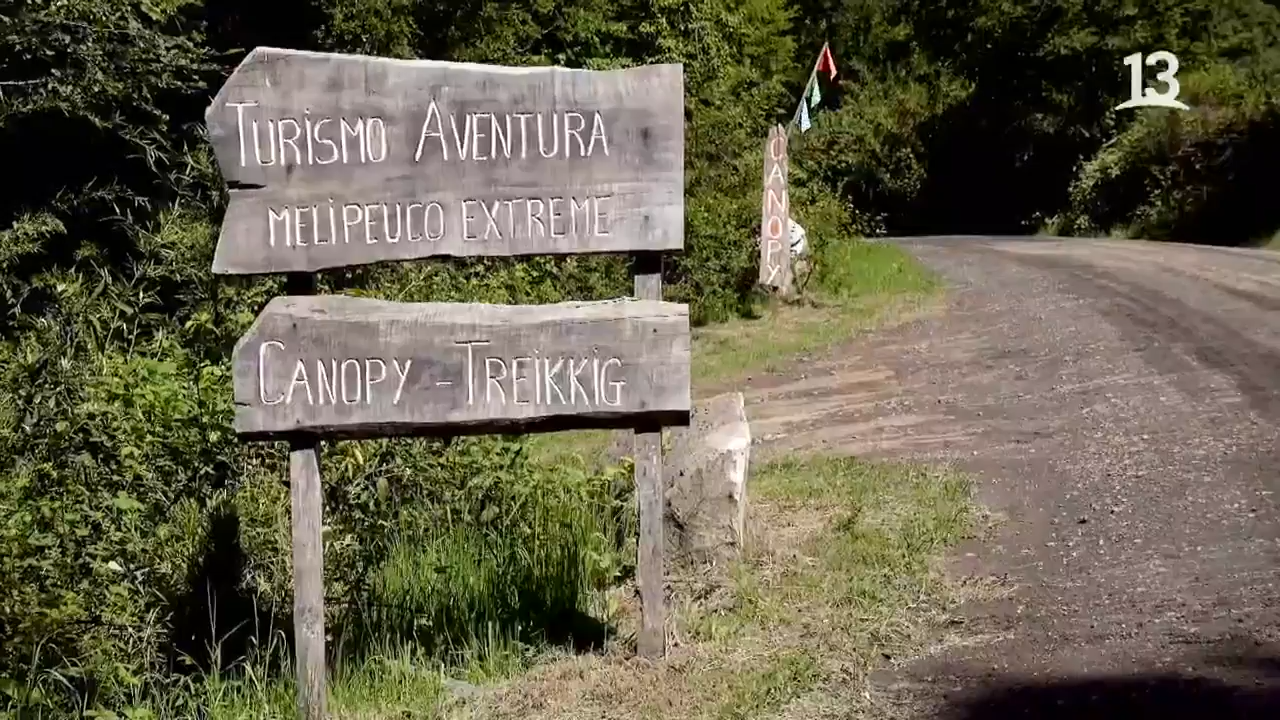 TURISMO AVENTURA
MELIPEUCO EXTREME
CANOPY - TREIKKIG
CANOPY
13